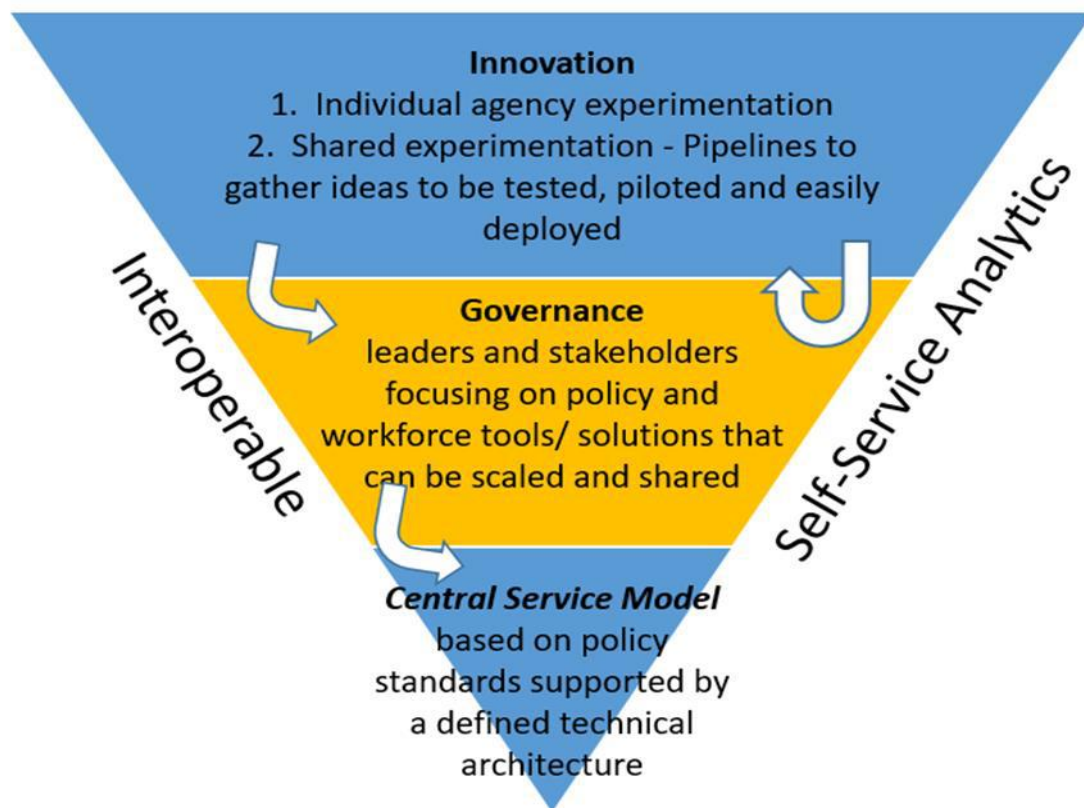 Innovation
1. Individual agency experimentation
2. Shared experimentation - Pipelines to
gather ideas to be tested, piloted and easily
deployed
Interoperable
Self-Service Analytics
Governance
leaders and stakeholders
focusing on policy and
workforce tools/ solutions that
can be scaled and shared
Central Service Model
based on policy
standards supported by
a defined technical
architecture